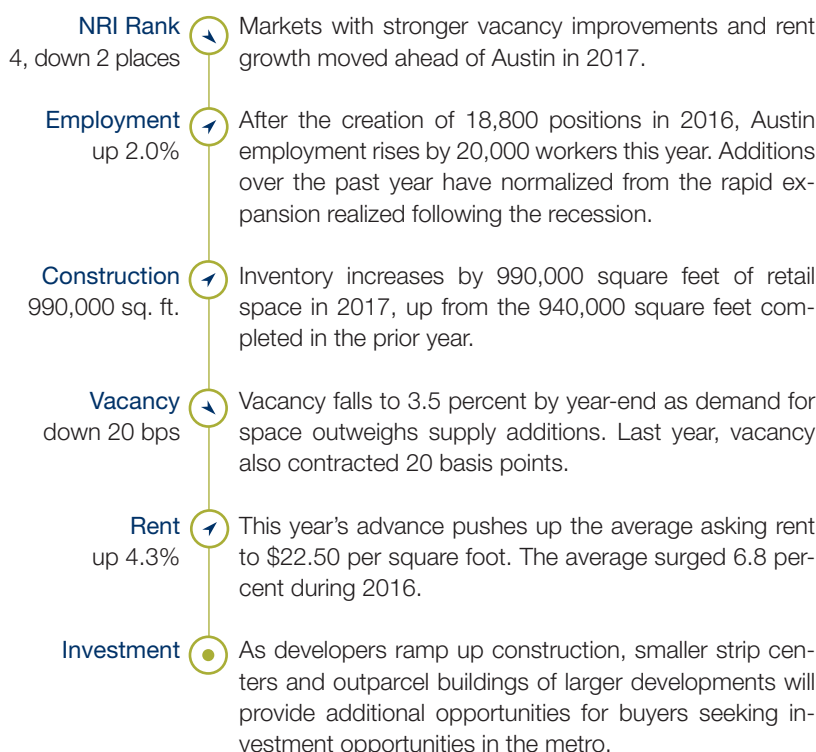 NRI Rank
4, down 2 places
Markets with stronger vacancy improvements and rent
growth moved ahead of Austin in 2017.
Employment
up 2.0%
After the creation of 18,800 positions in 2016, Austin
employment rises by 20,000 workers this year. Additions
over the past year have normalized from the rapid ex-
pansion realized following the recession.
Construction
990,000 sq. ft.
Inventory increases by 990,000 square feet of retail
space in 2017, up from the 940,000 square feet com-
pleted in the prior year.
Vacancy
down 20 bps
Vacancy falls to 3.5 percent by year-end as demand for
space outweighs supply additions. Last year, vacancy
also contracted 20 basis points.
Rent
up 4.3%
This year’s advance pushes up the average asking rent
to $22.50 per square foot. The average surged 6.8 per-
cent during 2016.
Investment
As developers ramp up construction, smaller strip cen-
ters and outparcel buildings of larger developments will
provide additional opportunities for buyers seeking in-
vestment opportunities in the metro.